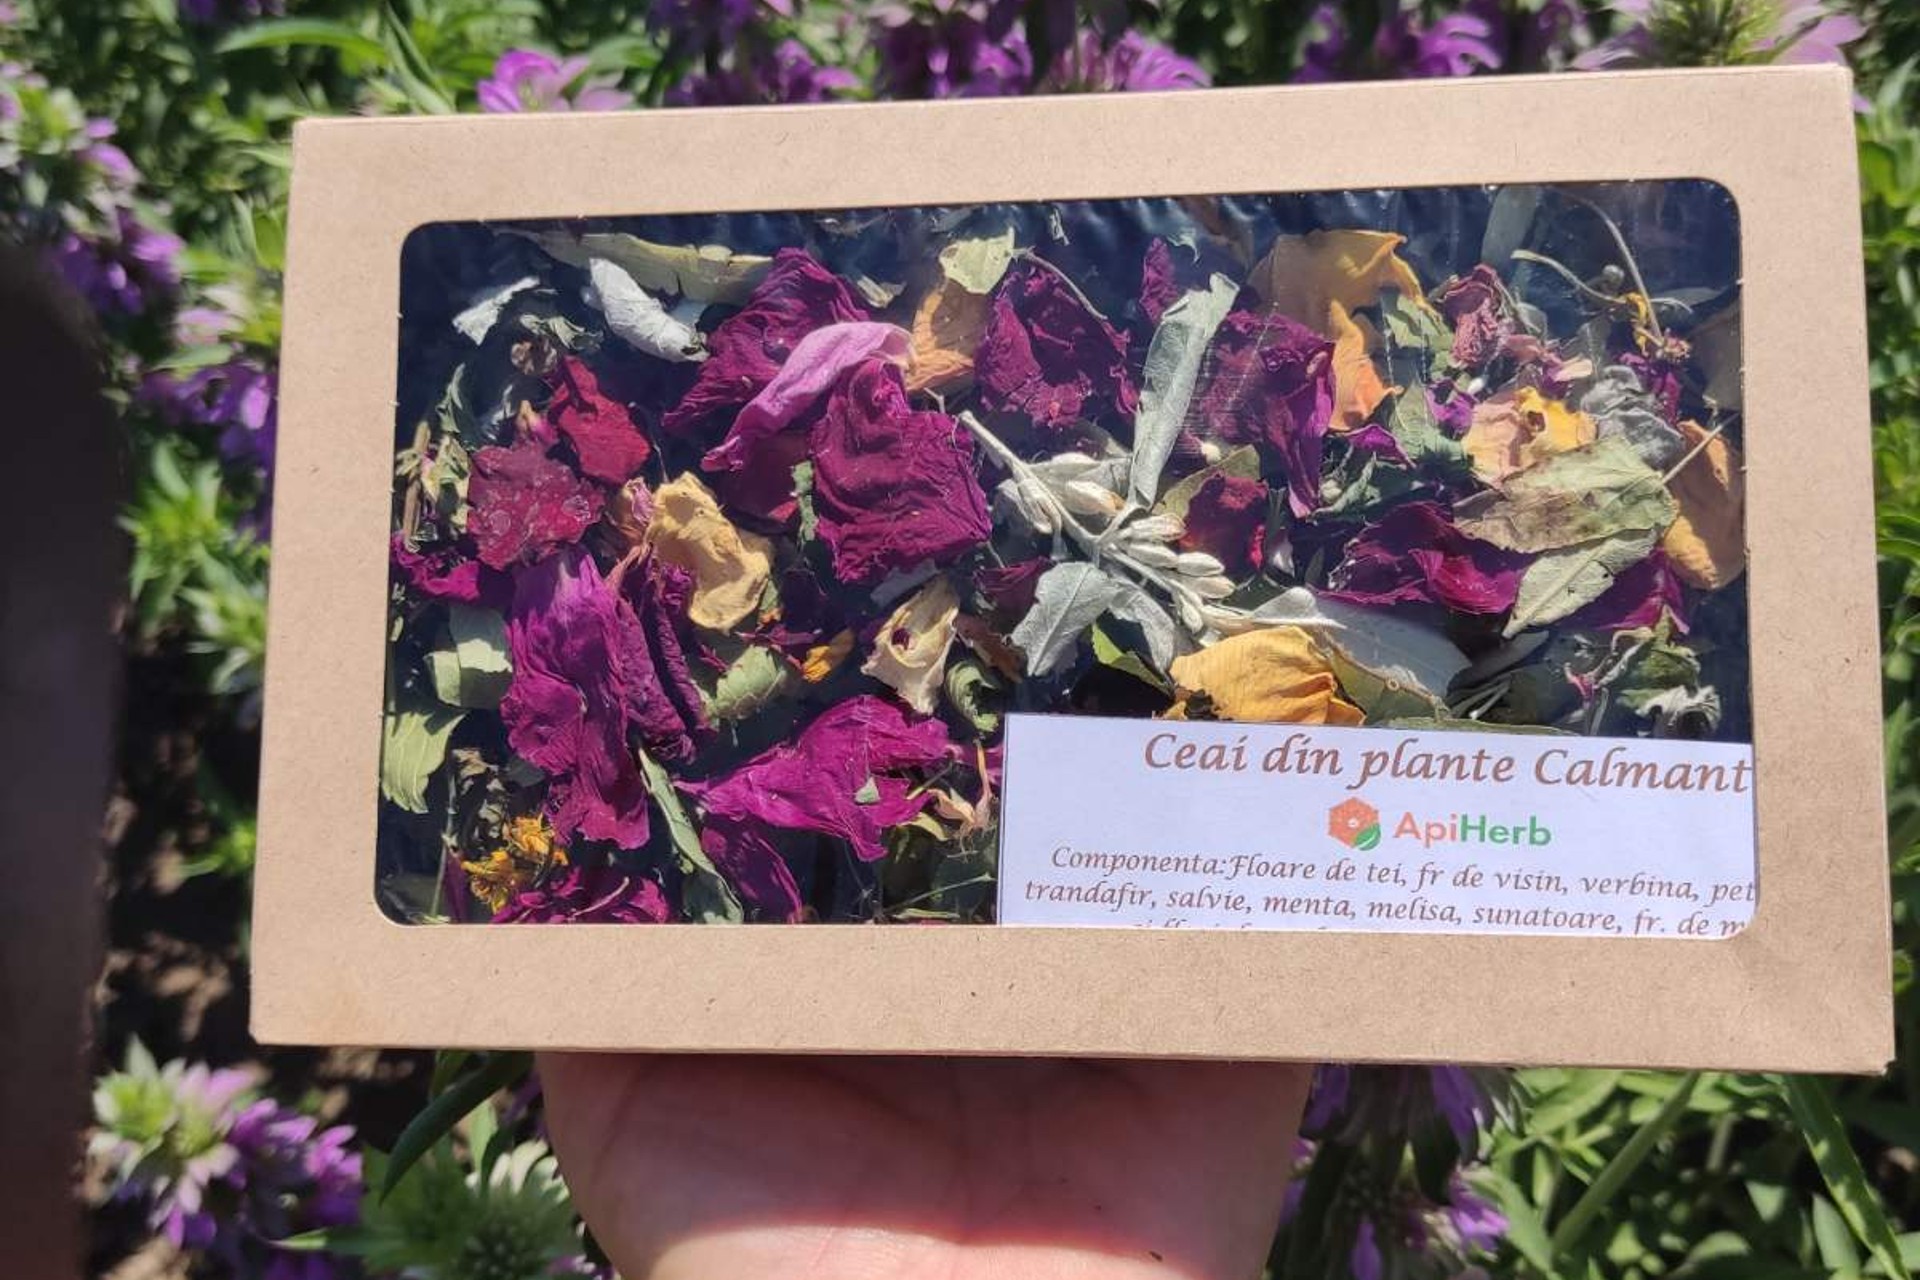 Ceai din plante Calmant
ApiHerb
Componenta:Floare de tei, fr de visin, verbina, pet
trandafir, salvie, menta, melisa, sunatoare, fr. de m